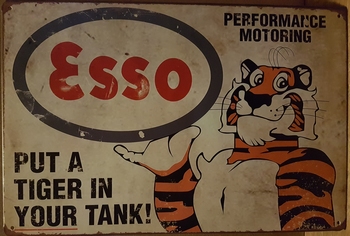 PERFORMANCE
MOTORING
Esso
PUT A
TIGER IN
YOUR TANK!